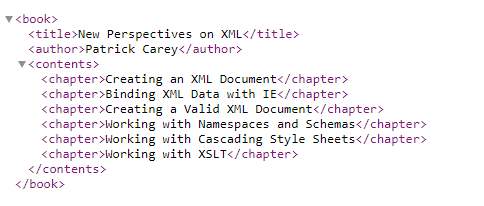 <book>
<title>New Perspectives on XML</title>
<author>Patrick Carey</author>
<contents>
<chapter>Creating an XML Document</chapter>
<chapter>Binding XML Data with IE</chapter>
<chapter>Creating a Valid XML Document</chapter>
<chapter>Working with Namespaces and Schemas</chapter>
<chapter>Working with Cascading Style Sheets</chapter>
<chapter>Working with XSLT</chapter>
</contents>
</book>